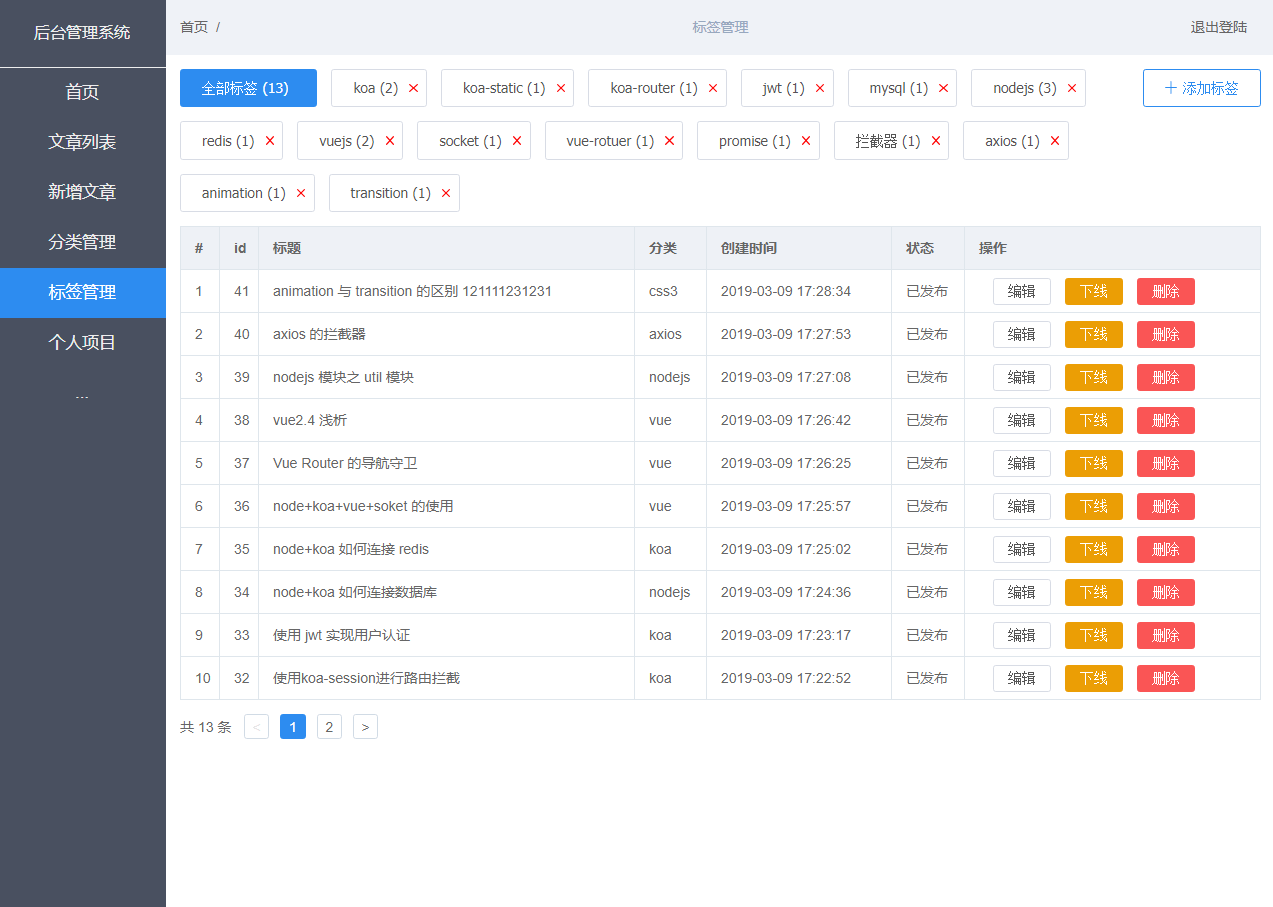 后台管理系统
首页
文章列表
新增文章
分类管理
标签管理
个人项目
...
首页 / 标签管理 退出登陆
全部标签 (13) koa (2) × koa-static (1) × koa-router (1) × jwt (1) × mysql (1) × nodejs (3) × + 添加标签
redis (1) × vuejs (2) × socket (1) × vue-rotuer (1) × promise (1) × 拦截器 (1) × axios (1) ×
animation (1) × transition (1) ×
# id 标题 分类 创建时间 状态 操作
1 41 animation 与 transition 的区别 121111231231 css3 2019-03-09 17:28:34 已发布 编辑 下线 删除
2 40 axios 的拦截器 axios 2019-03-09 17:27:53 已发布 编辑 下线 删除
3 39 nodejs 模块之 util 模块 nodejs 2019-03-09 17:27:08 已发布 编辑 下线 删除
4 38 vue2.4 浅析 vue 2019-03-09 17:26:42 已发布 编辑 下线 删除
5 37 Vue Router 的导航守卫 vue 2019-03-09 17:26:25 已发布 编辑 下线 删除
6 36 node+koa+vue+soket 的使用 vue 2019-03-09 17:25:57 已发布 编辑 下线 删除
7 35 node+koa 如何连接 redis koa 2019-03-09 17:25:02 已发布 编辑 下线 删除
8 34 node+koa 如何连接数据库 nodejs 2019-03-09 17:24:36 已发布 编辑 下线 删除
9 33 使用 jwt 实现用户认证 koa 2019-03-09 17:23:17 已发布 编辑 下线 删除
10 32 使用koa-session进行路由拦截 koa 2019-03-09 17:22:52 已发布 编辑 下线 删除
共 13 条 < 1 2 >